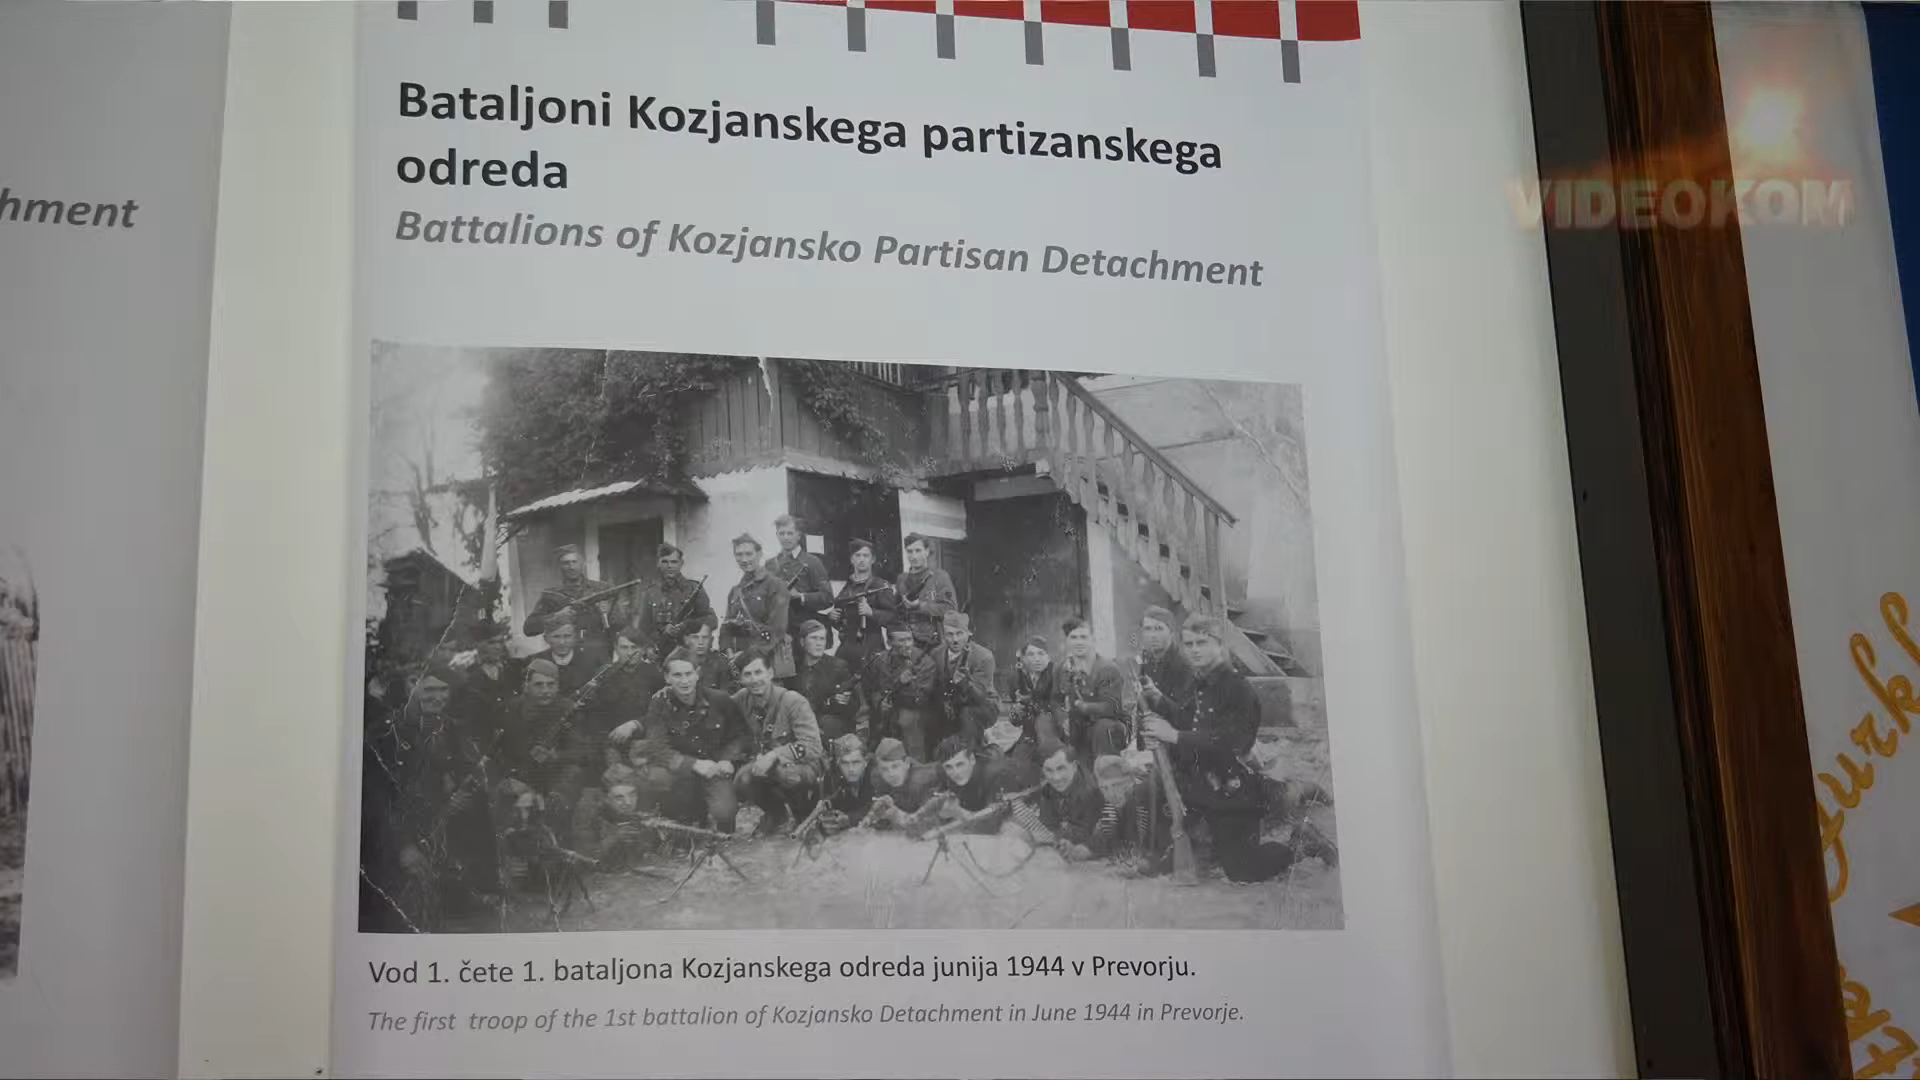 hment
Bataljoni Kozjanskega partizanskega
odreda
Battalions of Kozjansko Partisan Detachment
VIDEOKOM
Vod 1. čete 1. bataljona Kozjanskega odreda junija 1944 v Prevorju.
The first troop of the 1st battalion of Kozjansko Detachment in June 1944 in Prevorje.